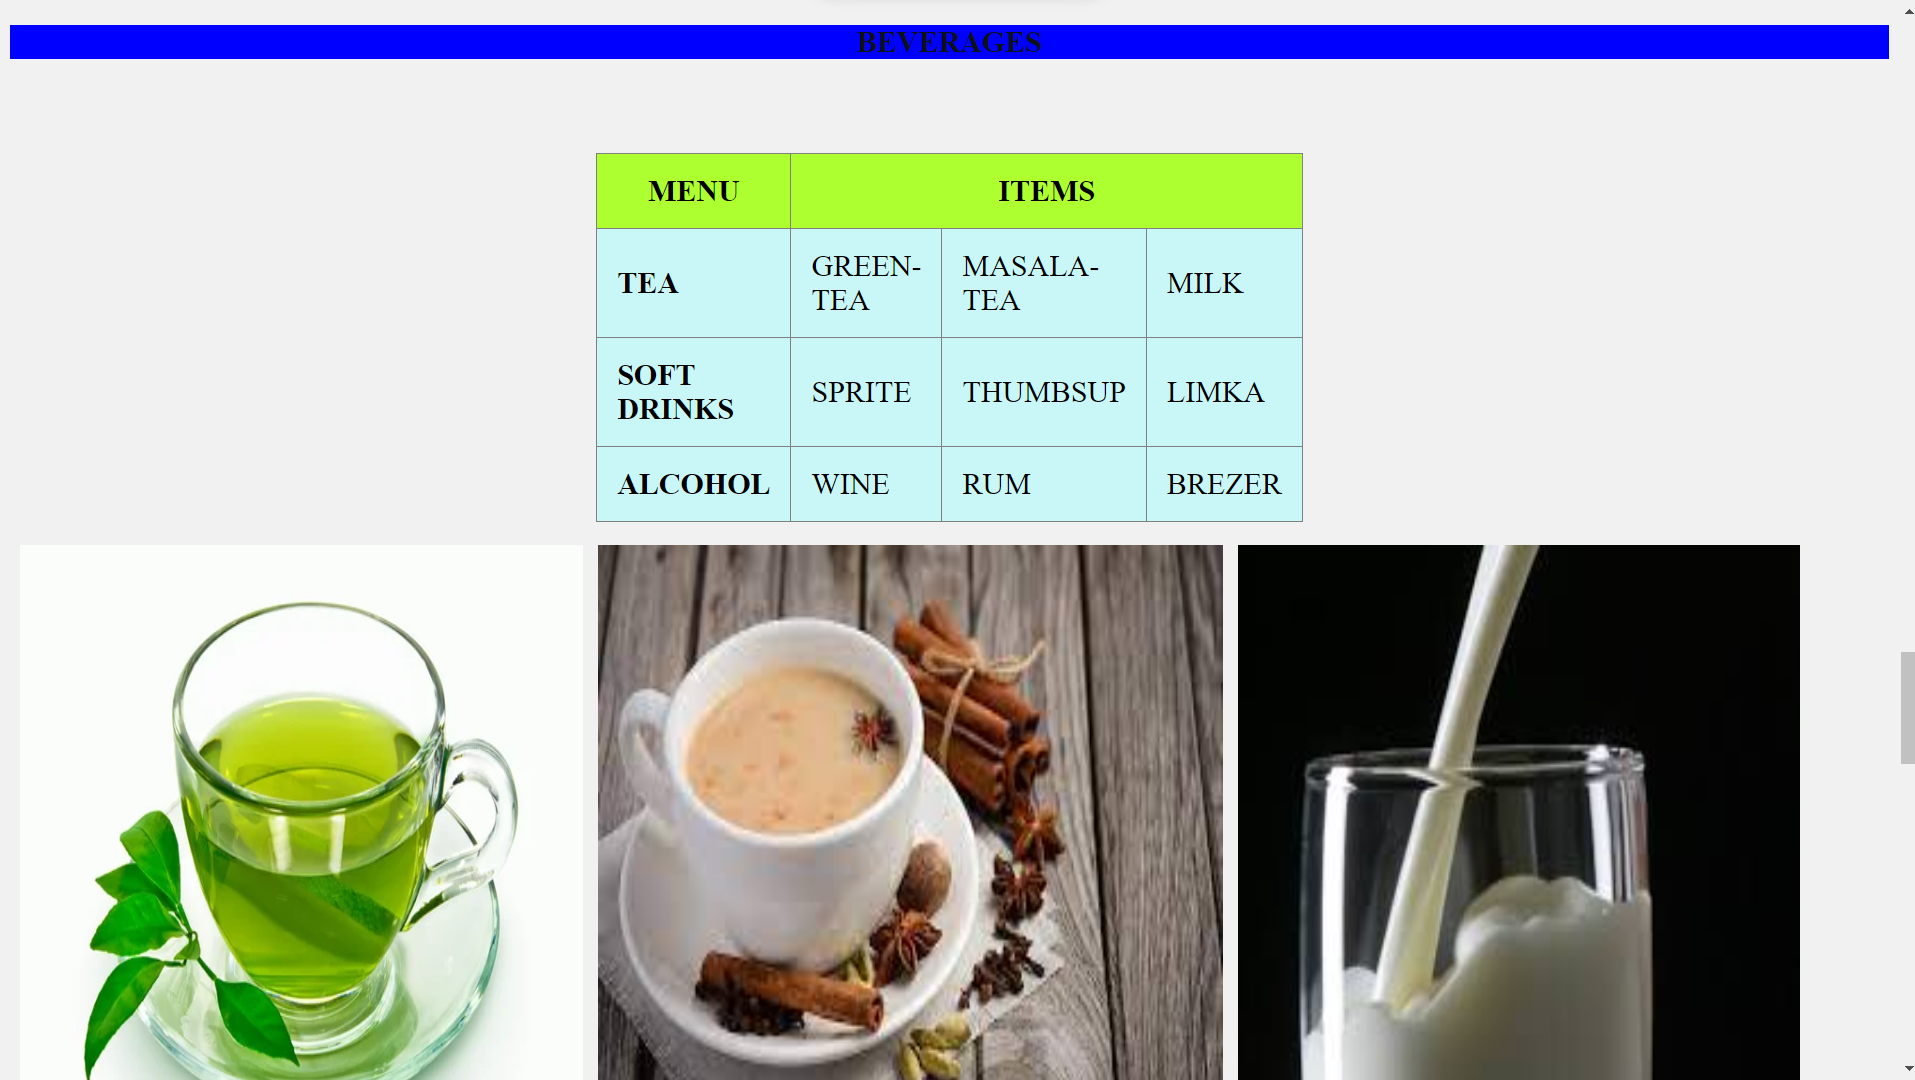 BEVERAGES
MENU
ITEMS
TEA
GREEN-
TEA
MASALA-
TEA
MILK
SOFT
DRINKS
SPRITE
THUMBSUP
LIMKA
ALCOHOL
WINE
RUM
BREZER